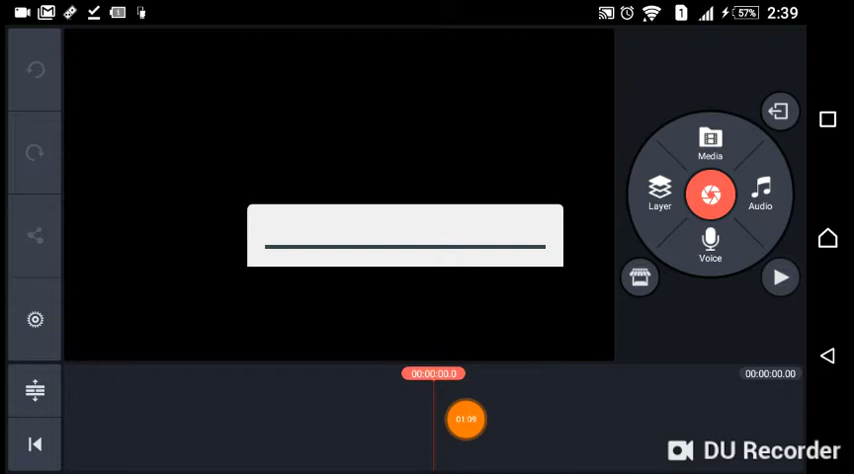 1 57% 2:39
Media
Layer
Audio
Voice
00:00:00.0
00:00:00.00
01:09
DU Recorder